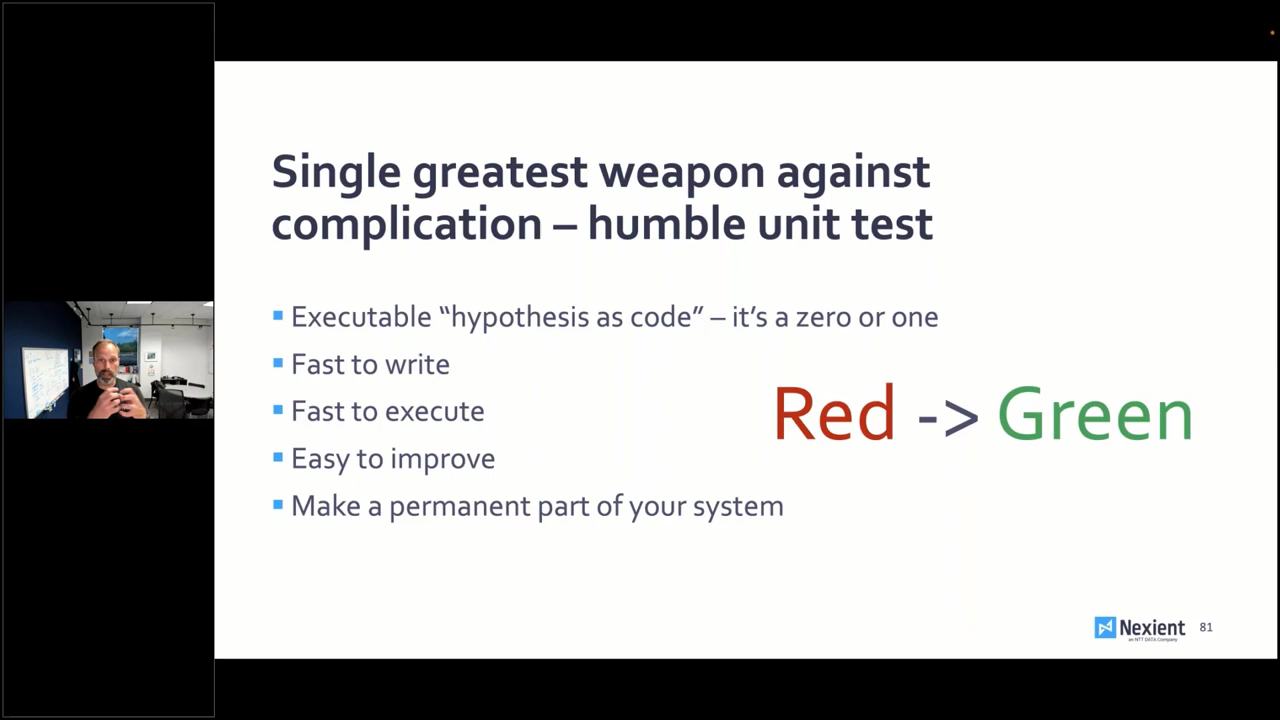 Single greatest weapon against
complication – humble unit test
Executable “hypothesis as code” – it’s a zero or one
Fast to write
Fast to execute
Easy to improve
Make a permanent part of your system
Red -> Green
Nexient
an NTT DATA Company
81